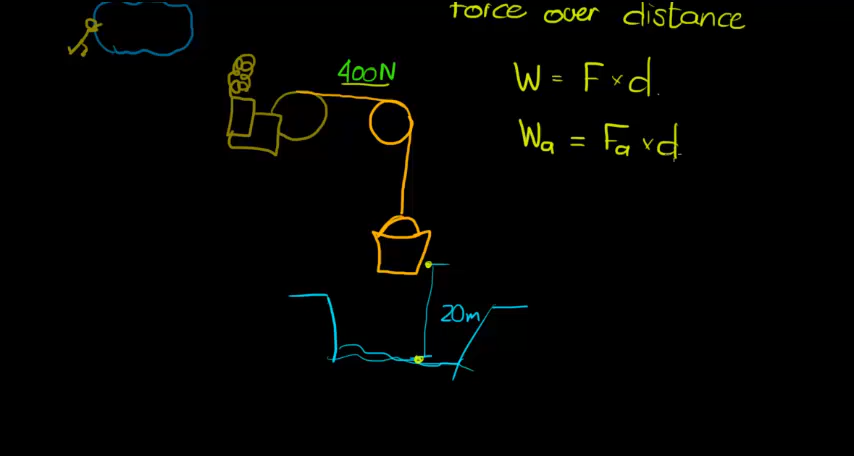 force over distance
400N
W = F × d.
Wa = Fa × d
20m